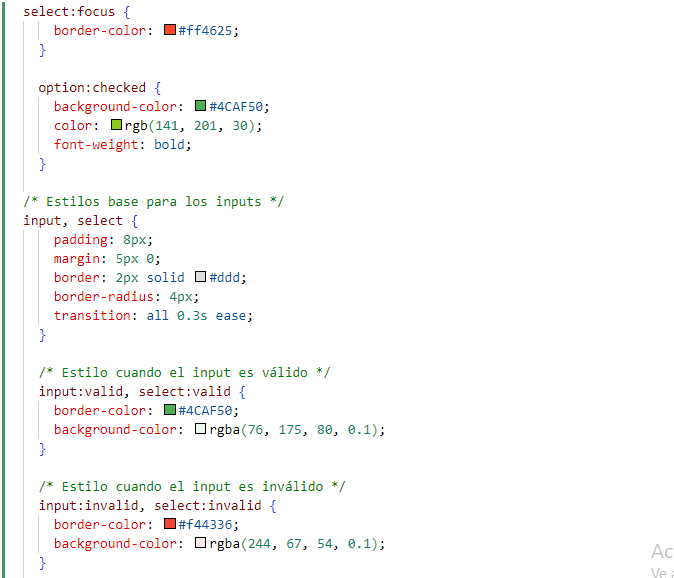 select:focus {
border-color: #ff4625;
}
option:checked {
background-color: #4CAF50;
color: rgb(141, 201, 30);
font-weight: bold;
}
/* Estilos base para los inputs */
input, select {
padding: 8px;
margin: 5px 0;
border: 2px solid #ddd;
border-radius: 4px;
transition: all 0.3s ease;
}
/* Estilo cuando el input es válido */
input:valid, select:valid {
border-color: #4CAF50;
background-color: rgba(76, 175, 80, 0.1);
}
/* Estilo cuando el input es inválido */
input:invalid, select:invalid {
border-color: #f44336;
background-color: rgba(244, 67, 54, 0.1);
}
Ac
Ve a